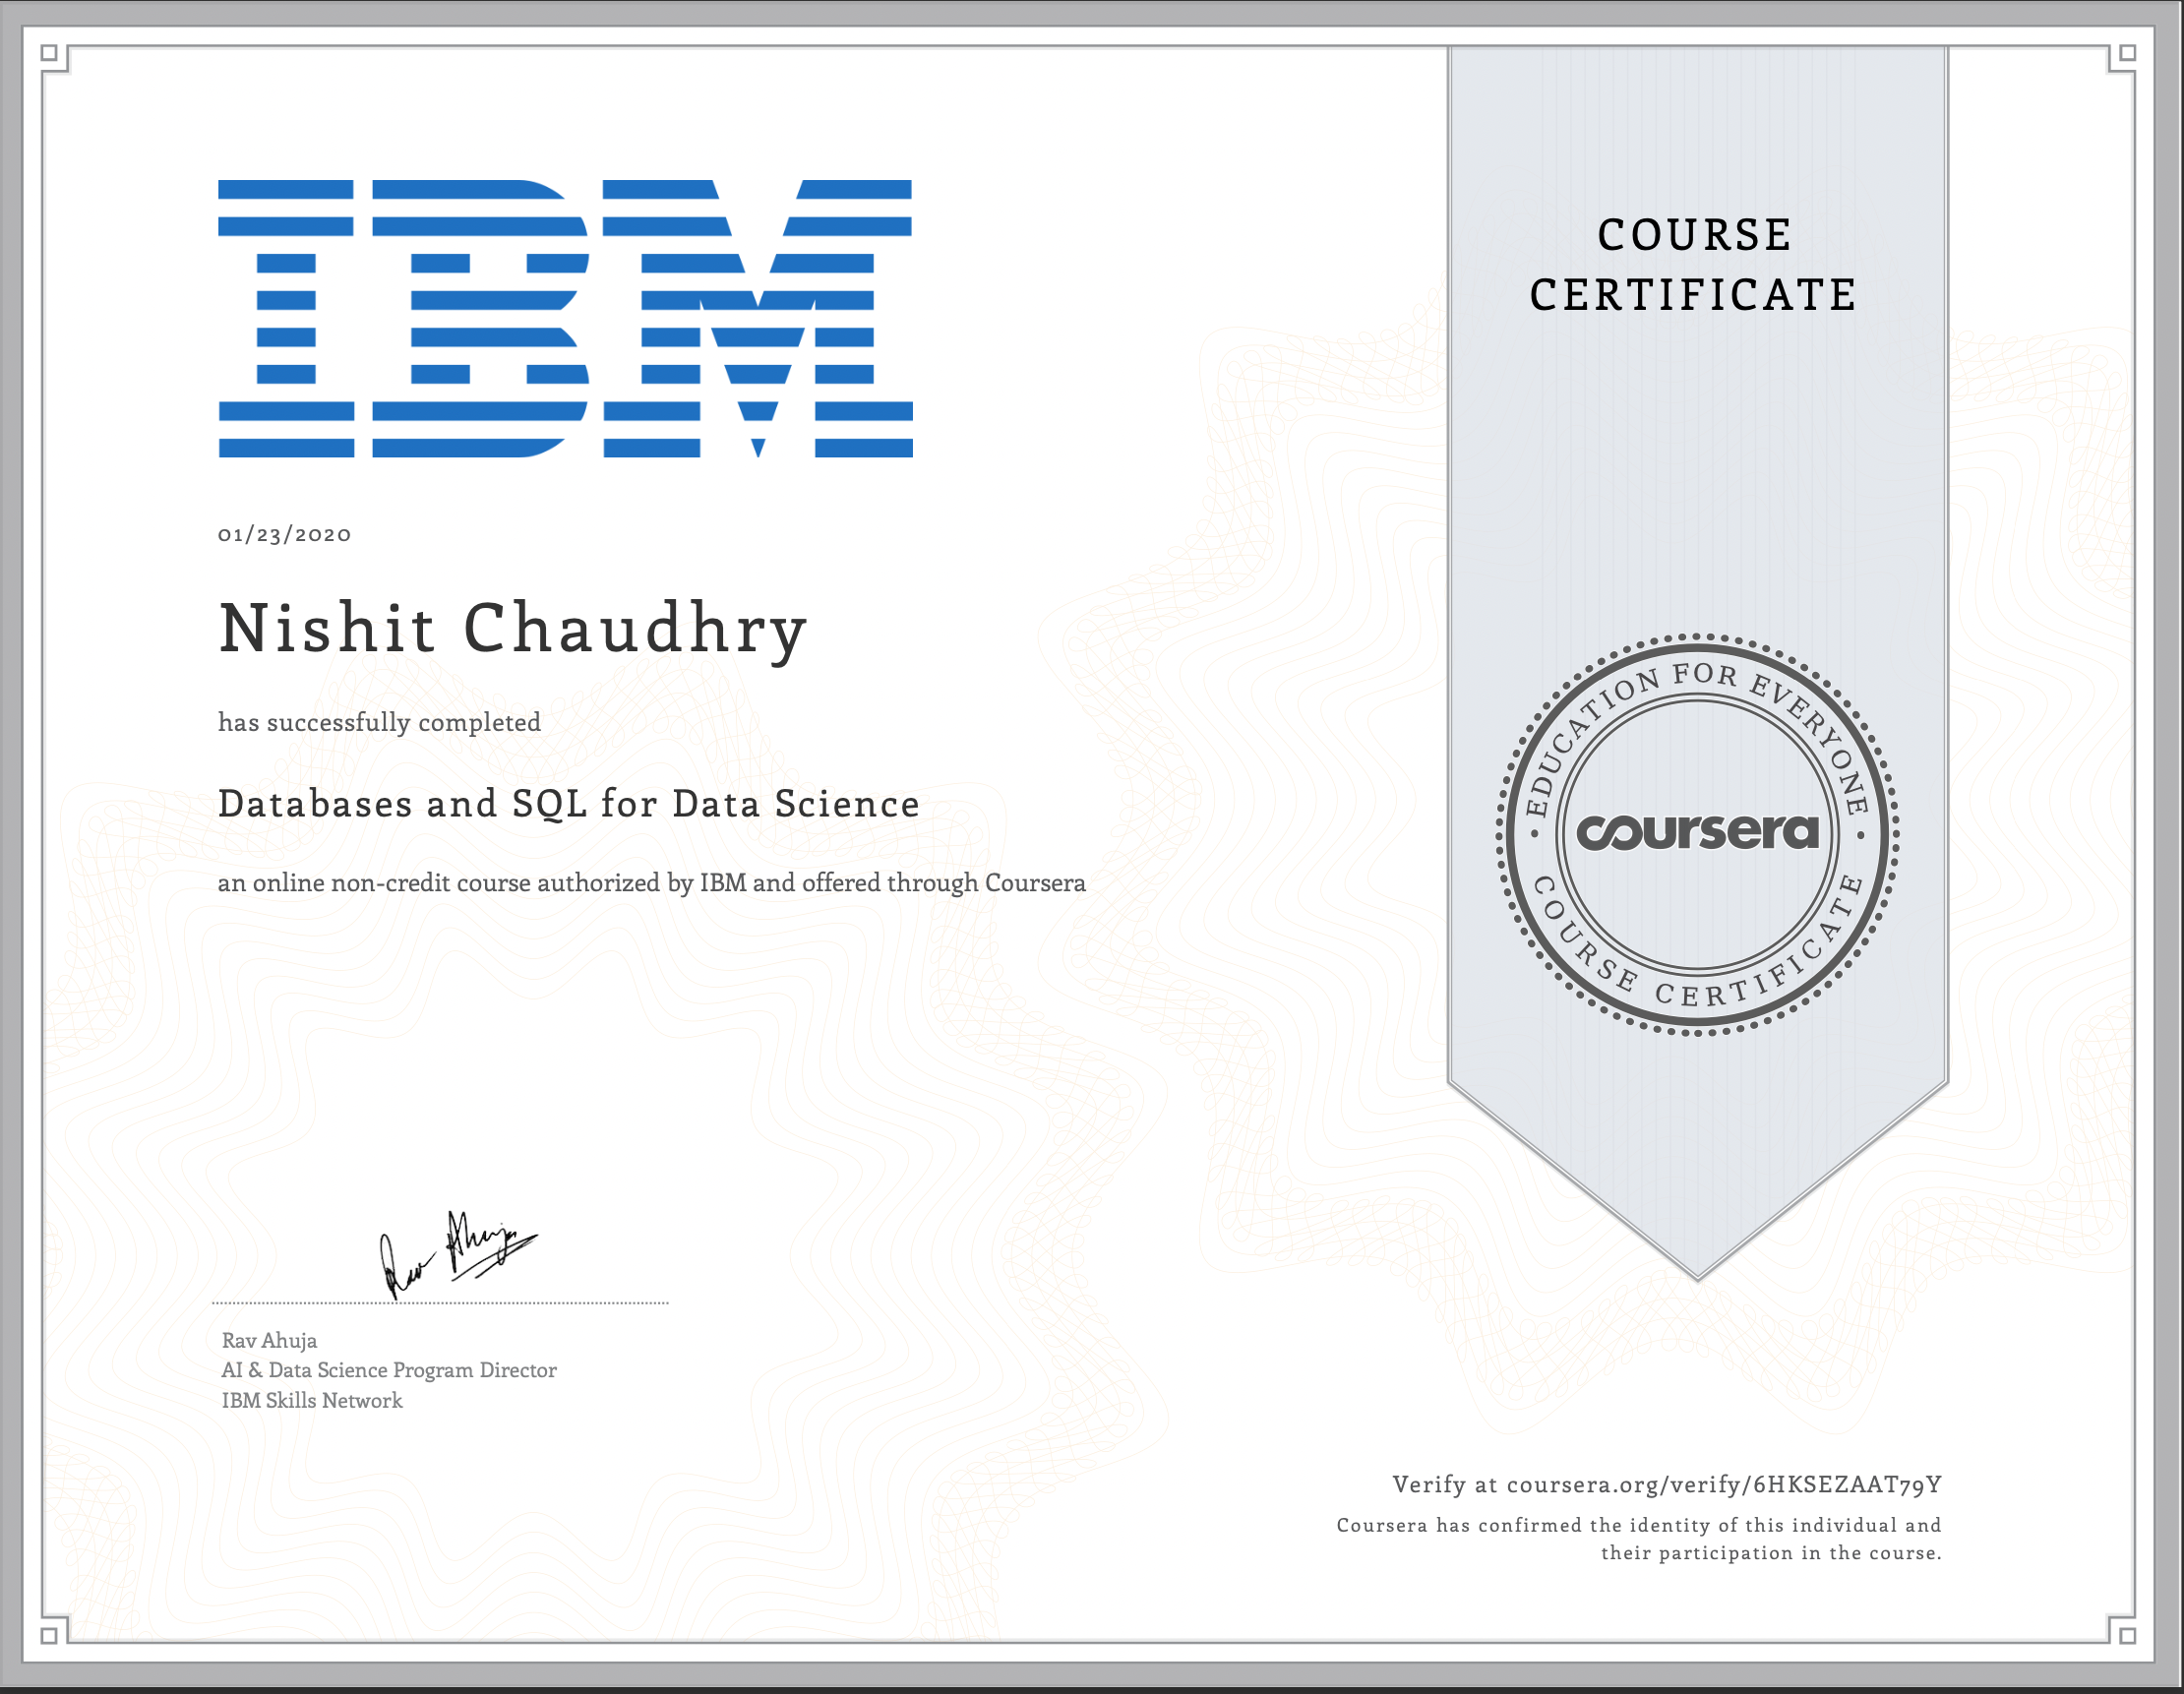 IBM
01/23/2020
Nishit Chaudhry
has successfully completed
Databases and SQL for Data Science
an online non-credit course authorized by IBM and offered through Coursera
Rav Ahuja
Rav Ahuja
AI & Data Science Program Director
IBM Skills Network
COURSE
CERTIFICATE
EDUCATION FOR EVERYONE
coursera
COURSE CERTIFICATE
Verify at coursera.org/verify/6HKSEZAAT79Y
Coursera has confirmed the identity of this individual and
their participation in the course.